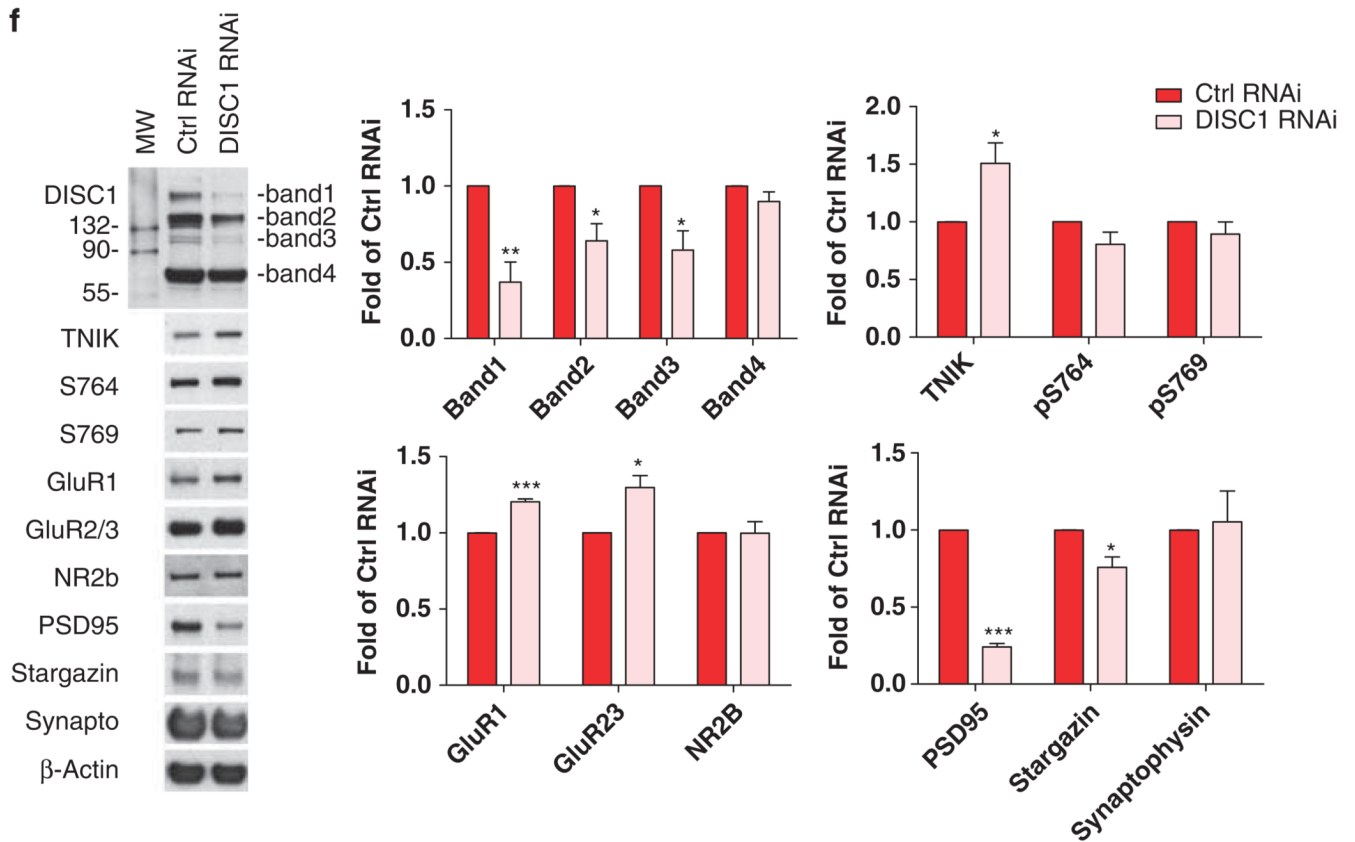 f
MW
Ctrl RNAi
DISC1 RNAi
DISC1
132-
90-
55-
-band1
-band2
-band3
-band4
TNIK
S764
S769
GluR1
GluR2/3
NR2b
PSD95
Stargazin
Synapto
β-Actin
Fold of Ctrl RNAi
1.5
1.0
0.5
0.0
**
*
*
Band1
Band2
Band3
Band4
Fold of Ctrl RNAi
2.0
1.5
1.0
0.5
0.0
*
TNIK
pS764
pS769
Ctrl RNAi
DISC1 RNAi
Fold of Ctrl RNAi
1.5
1.0
0.5
0.0
***
*
GluR1
GluR23
NR2B
Fold of Ctrl RNAi
1.5
1.0
0.5
0.0
***
*
PSD95
Stargazin
Synaptophysin